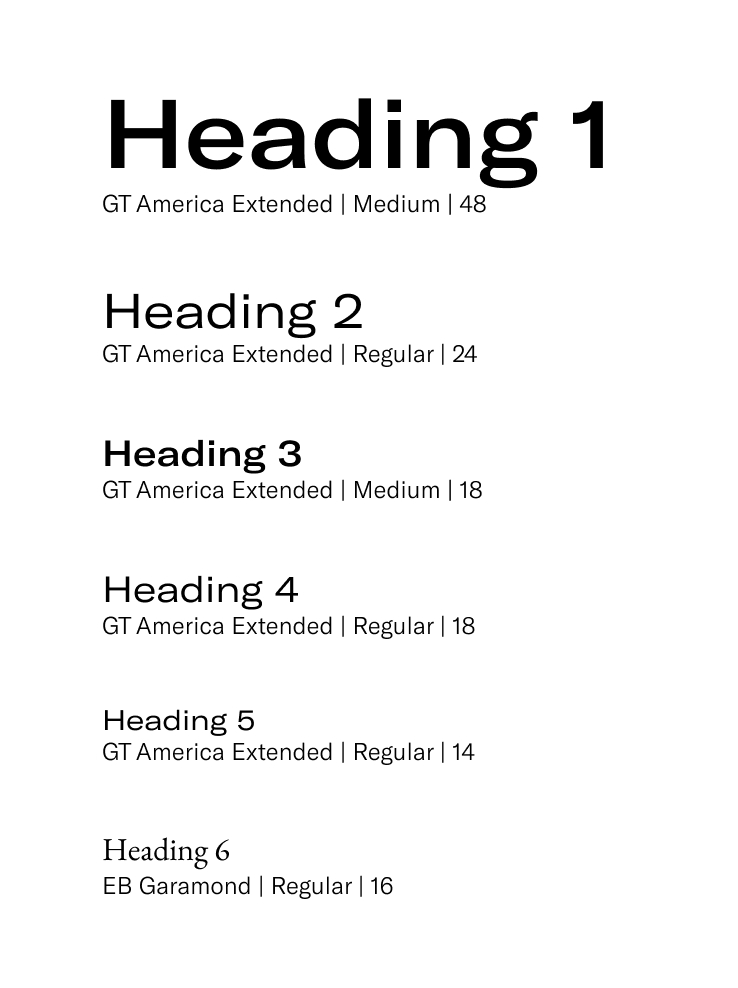 Heading 1
GT America Extended | Medium | 48
Heading 2
GT America Extended | Regular | 24
Heading 3
GT America Extended | Medium | 18
Heading 4
GT America Extended | Regular | 18
Heading 5
GT America Extended | Regular | 14
Heading 6
EB Garamond | Regular | 16